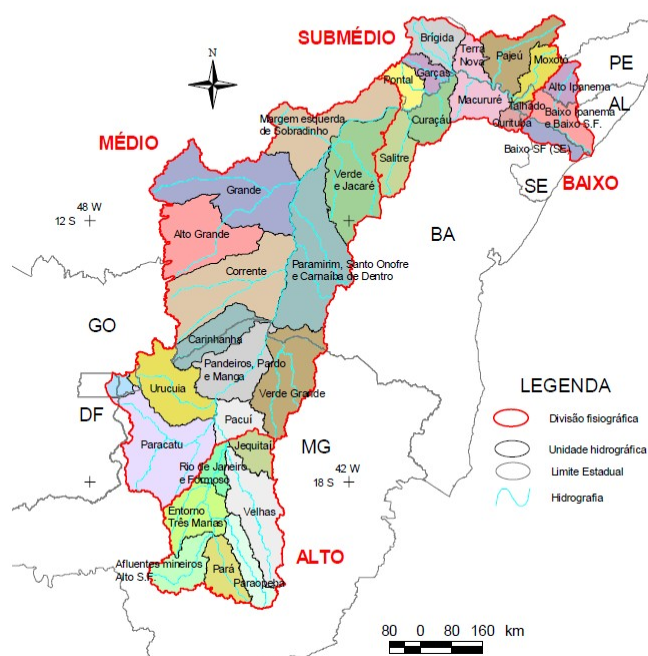 N
SUBMÉDIO
MÉDIO
BAIXO
ALTO
Brígida
Terra
Nova
Pajeú
Moxotó
PE
Garças
Pontal
Alto Ipanema
AL
Macururé
Talhado
Baixo Ipanema
e Baixo S.F.
Curaçáu
Curituba
Margem esquerda
de Sobradinho
Baixo SF (SE)
Salitre
SE
Verde
e Jacaré
Grande
48 W
12 S
Alto Grande
BA
Corrente
Paramirim, Santo Onofre
e Carnaíba de Dentro
GO
Carinhanha
Pandeiros, Pardo
e Manga
Urucuia
Verde Grande
DF
Pacuí
Paracatu
Jequitaí
MG
Rio de Janeiro
e Formoso
42 W
18 S
Entorno
Três Marias
Velhas
Afluentes mineiros
Alto S.F.
Pará
Paraopeba
LEGENDA
Divisão fisiográfica
Unidade hidrográfica
Limite Estadual
Hidrografia
80 0 80 160 km